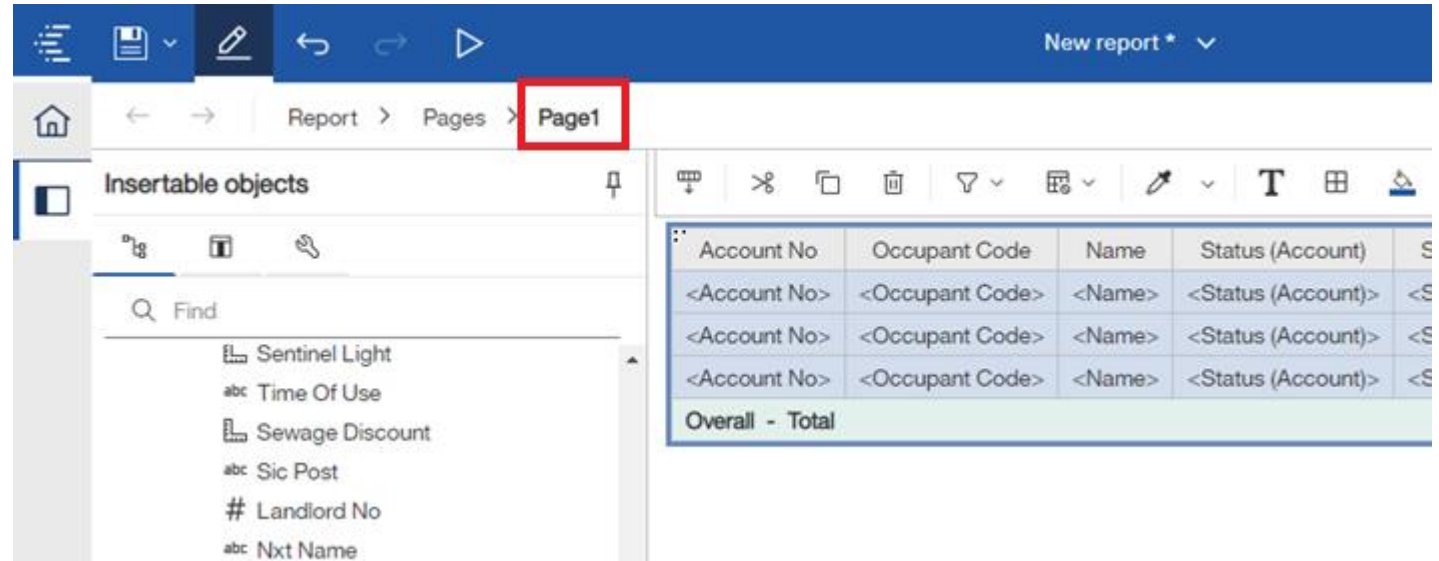 New report *
Report > Pages > Page1
Insertable objects
Find
Sentinel Light
abc Time Of Use
Sewage Discount
abc Sic Post
# Landlord No
abc Nxt Name
T
Account No Occupant Code Name Status (Account) S
<Account No> <Occupant Code> <Name> <Status (Account)> <S
<Account No> <Occupant Code> <Name> <Status (Account)> <S
<Account No> <Occupant Code> <Name> <Status (Account)> <S
Overall - Total